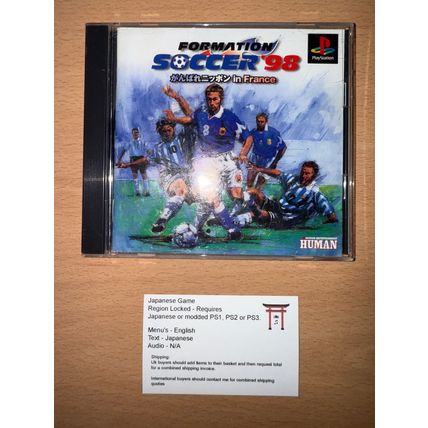 FORMATION
SOCCER '98
がんばれニッポン in France
PlayStation
8
HUMAN
Japanese Game
Region Locked - Requires
Japanese or modded PS1, PS2 or PS3.
Menu's - English
Text - Japanese
Audio - N/A
Shipping:
Uk buyers should add items to their basket and then request total
for a combined shipping invoice.
International buyers should contact me for combined shipping
quotes